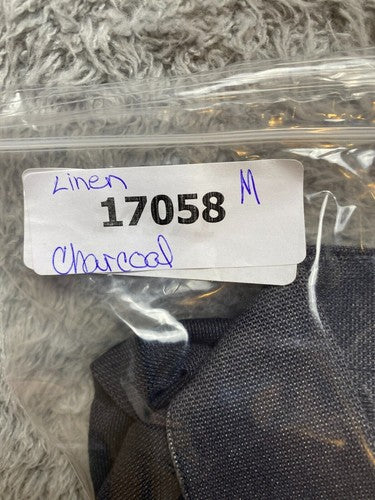 Linen M
17058
Charcoal